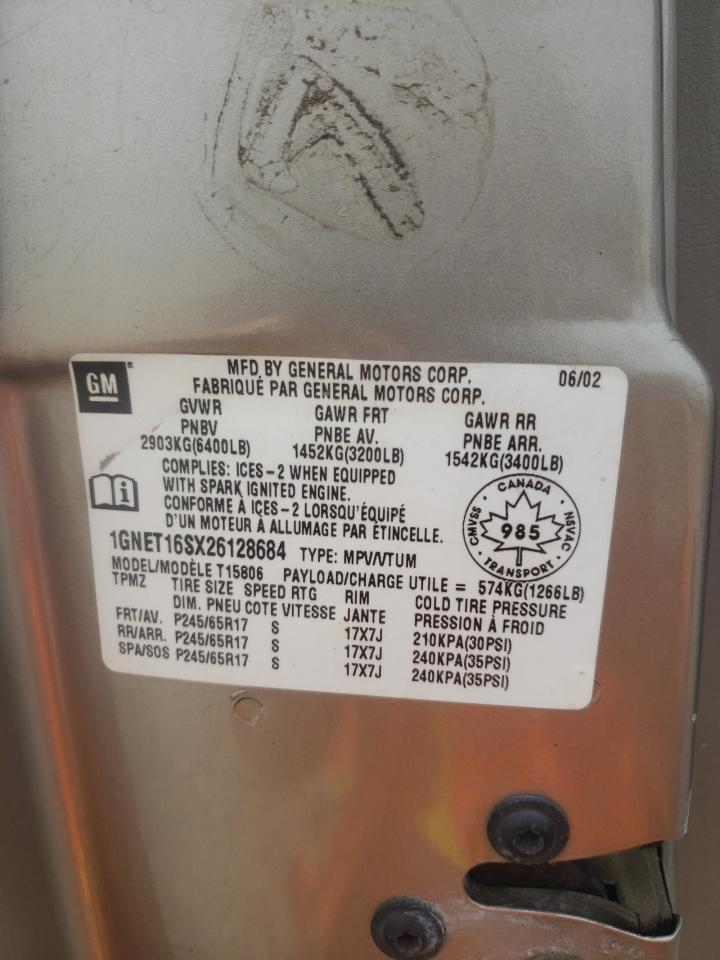 GM
MFD BY GENERAL MOTORS CORP. 06/02
FABRIQUÉ PAR GENERAL MOTORS CORP.
GVWR GAWR FRT GAWR RR
PNBV PNBE AV. PNBE ARR.
2903KG(6400LB) 1452KG(3200LB) 1542KG(3400LB)
COMPLIES: ICES-2 WHEN EQUIPPED
WITH SPARK IGNITED ENGINE.
CONFORME À ICES-2 LORSQU'ÉQUIPÉ
D'UN MOTEUR À ALLUMAGE PAR ÉTINCELLE.
CANADA
CMVSS 985 NSVAC
TRANSPORT
1GNET16SX26128684 TYPE: MPV/VTUM
MODEL/MODÈLE T15806 PAYLOAD/CHARGE UTILE = 574KG(1266LB)
TPMZ TIRE SIZE SPEED RTG RIM COLD TIRE PRESSURE
DIM. PNEU COTE VITESSE JANTE PRESSION À FROID
FRT/AV. P245/65R17 S 17X7J 210KPA(30PSI)
RR/ARR. P245/65R17 S 17X7J 240KPA(35PSI)
SPA/SOS P245/65R17 S 17X7J 240KPA(35PSI)